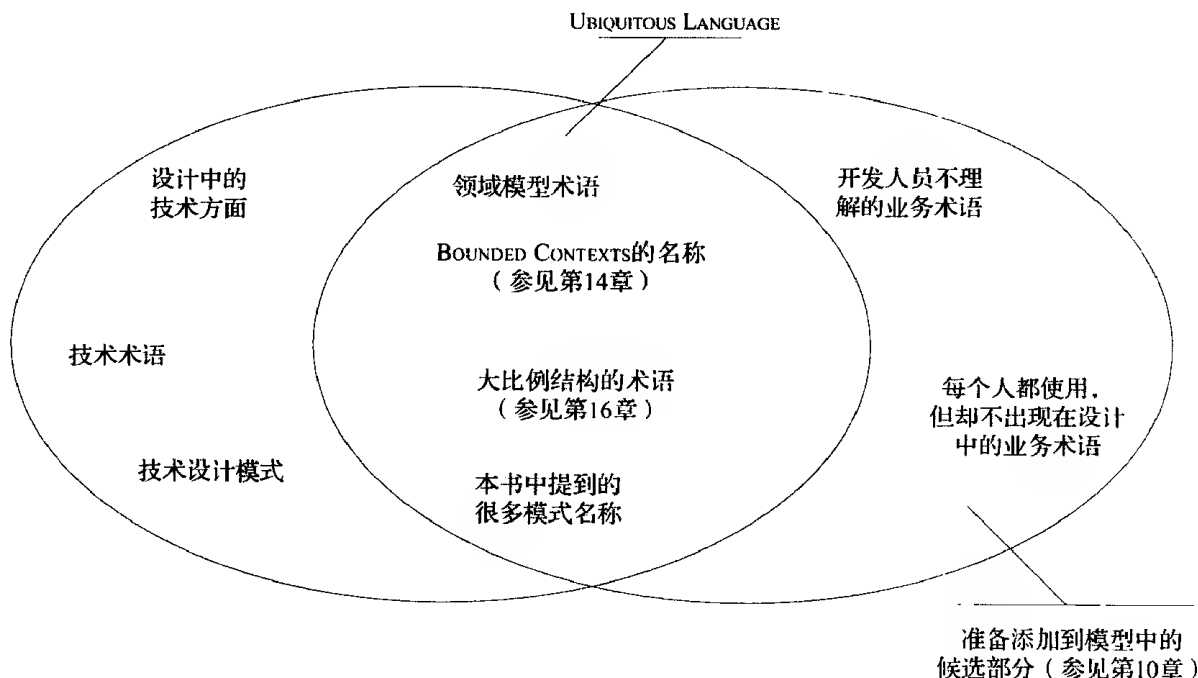 UBIQUITOUS LANGUAGE
设计中的
技术方面
领域模型术语
开发人员不理
解的业务术语
BOUNDED CONTEXTS的名称
（参见第14章）
技术术语
大比例结构的术语
（参见第16章）
每个人都使用，
但却不出现在设计
中的业务术语
技术设计模式
本书中提到的
很多模式名称
准备添加到模型中的
候选部分（参见第10章）